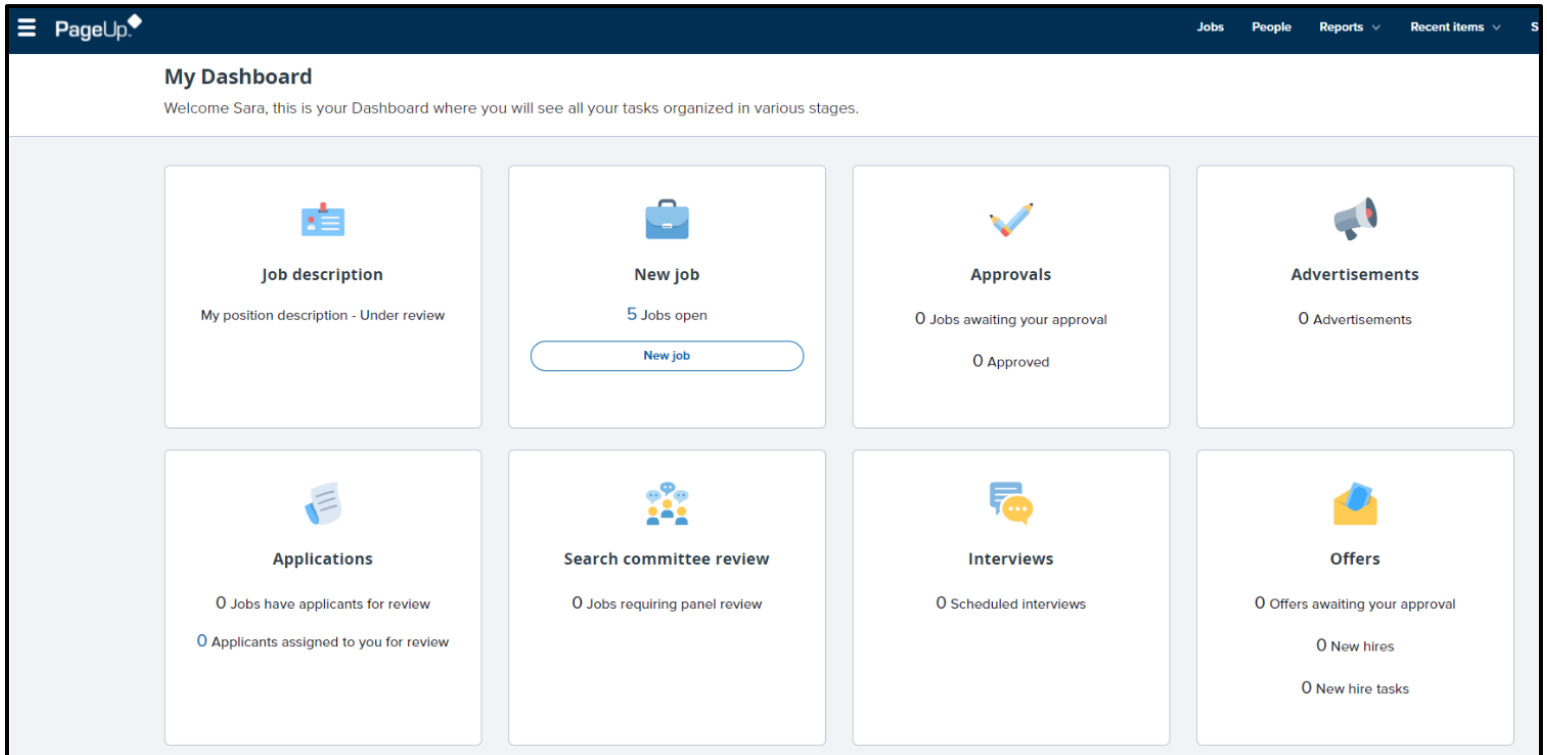 PageUp.
Jobs People Reports Recent items S
My Dashboard
Welcome Sara, this is your Dashboard where you will see all your tasks organized in various stages.
Job description
My position description - Under review
New job
5 Jobs open
New job
Approvals
0 Jobs awaiting your approval
0 Approved
Advertisements
0 Advertisements
Applications
0 Jobs have applicants for review
0 Applicants assigned to you for review
Search committee review
0 Jobs requiring panel review
Interviews
0 Scheduled interviews
Offers
0 Offers awaiting your approval
0 New hires
0 New hire tasks